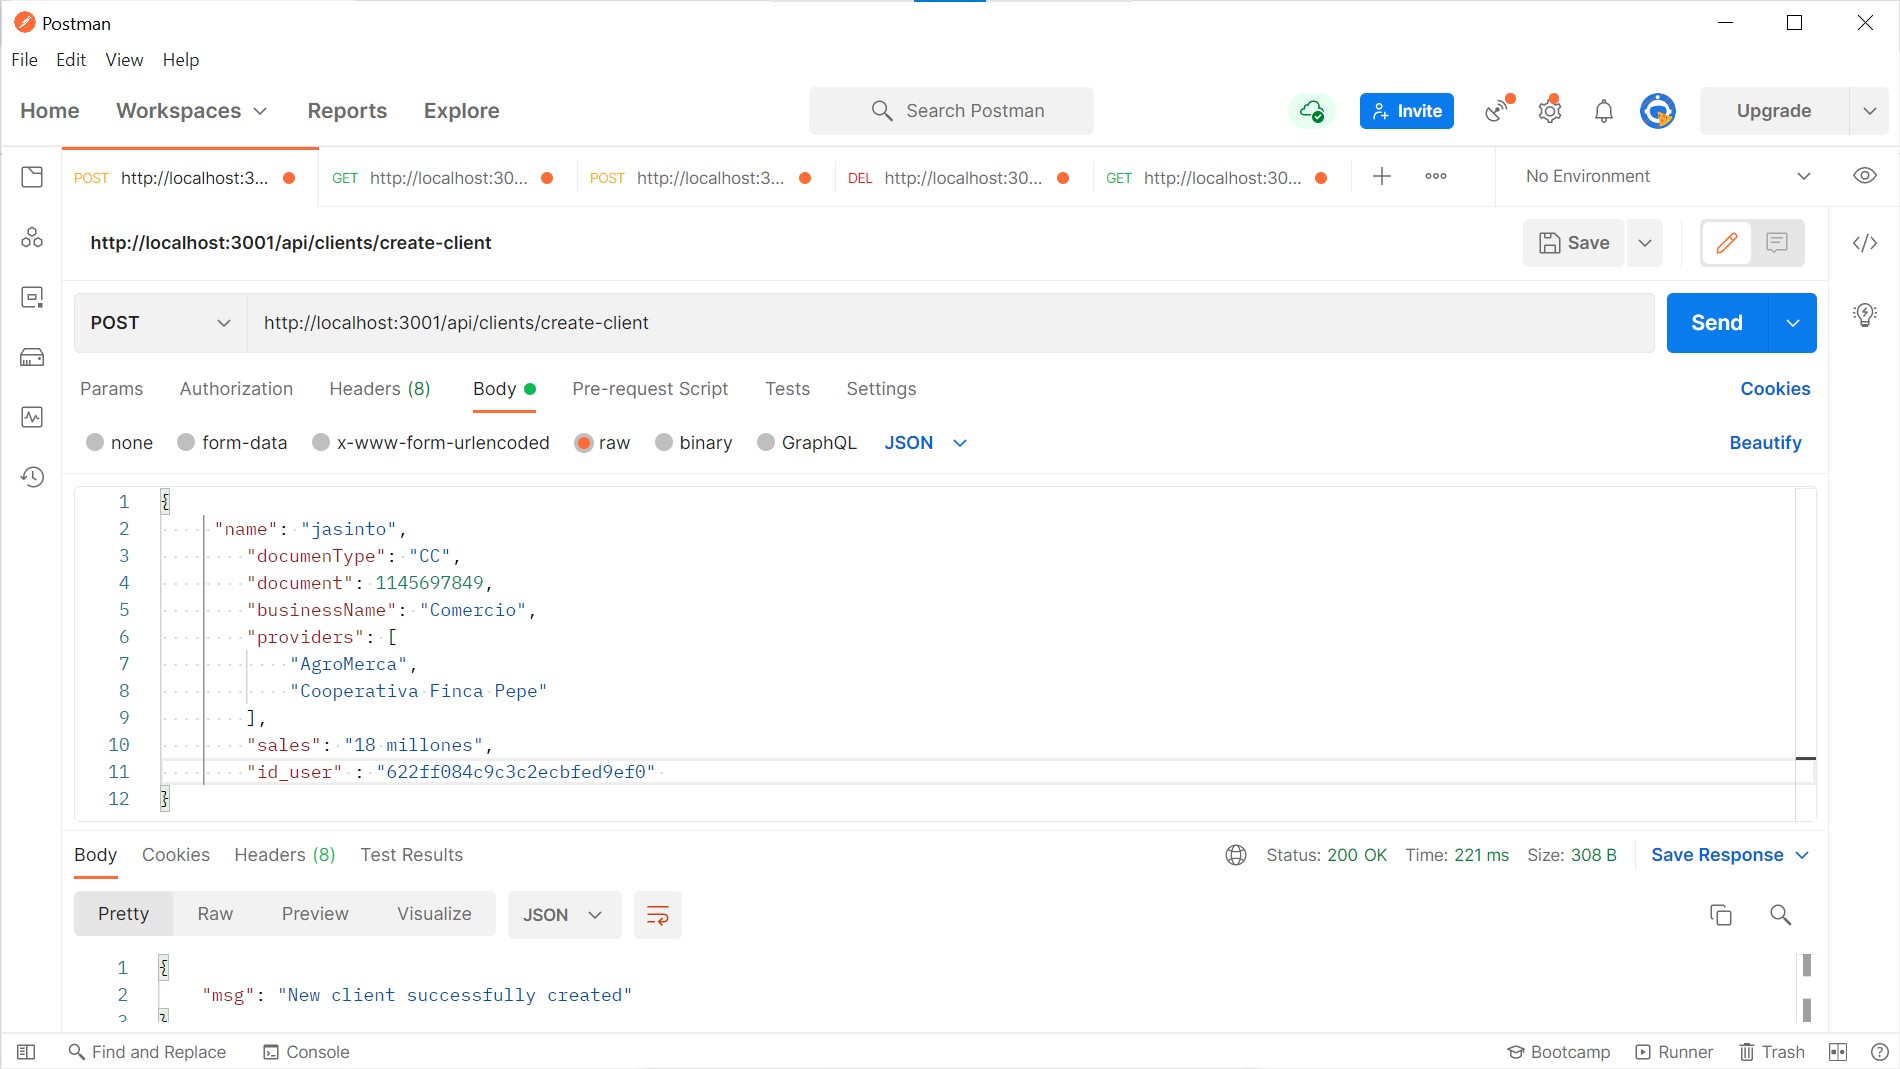 Postman
File Edit View Help
Home Workspaces Reports Explore Search Postman Invite Upgrade
POST http://localhost:3... GET http://localhost:30... POST http://localhost:3... DEL http://localhost:30... GET http://localhost:30... No Environment
http://localhost:3001/api/clients/create-client Save
POST http://localhost:3001/api/clients/create-client Send
Params Authorization Headers (8) Body Pre-request Script Tests Settings Cookies
none form-data x-www-form-urlencoded raw binary GraphQL JSON Beautify
1 {
2 "name": "jasinto",
3 "documenType": "CC",
4 "document": 1145697849,
5 "businessName": "Comercio",
6 "providers": [
7 "AgroMerca",
8 "Cooperativa Finca Pepe"
9 ],
10 "sales": "18 millones",
11 "id_user" : "622ff084c9c3c2ecbfed9ef0"
12 }
Body Cookies Headers (8) Test Results Status: 200 OK Time: 221 ms Size: 308 B Save Response
Pretty Raw Preview Visualize JSON
1 {
2 "msg": "New client successfully created"
3 }
Find and Replace Console Bootcamp Runner Trash